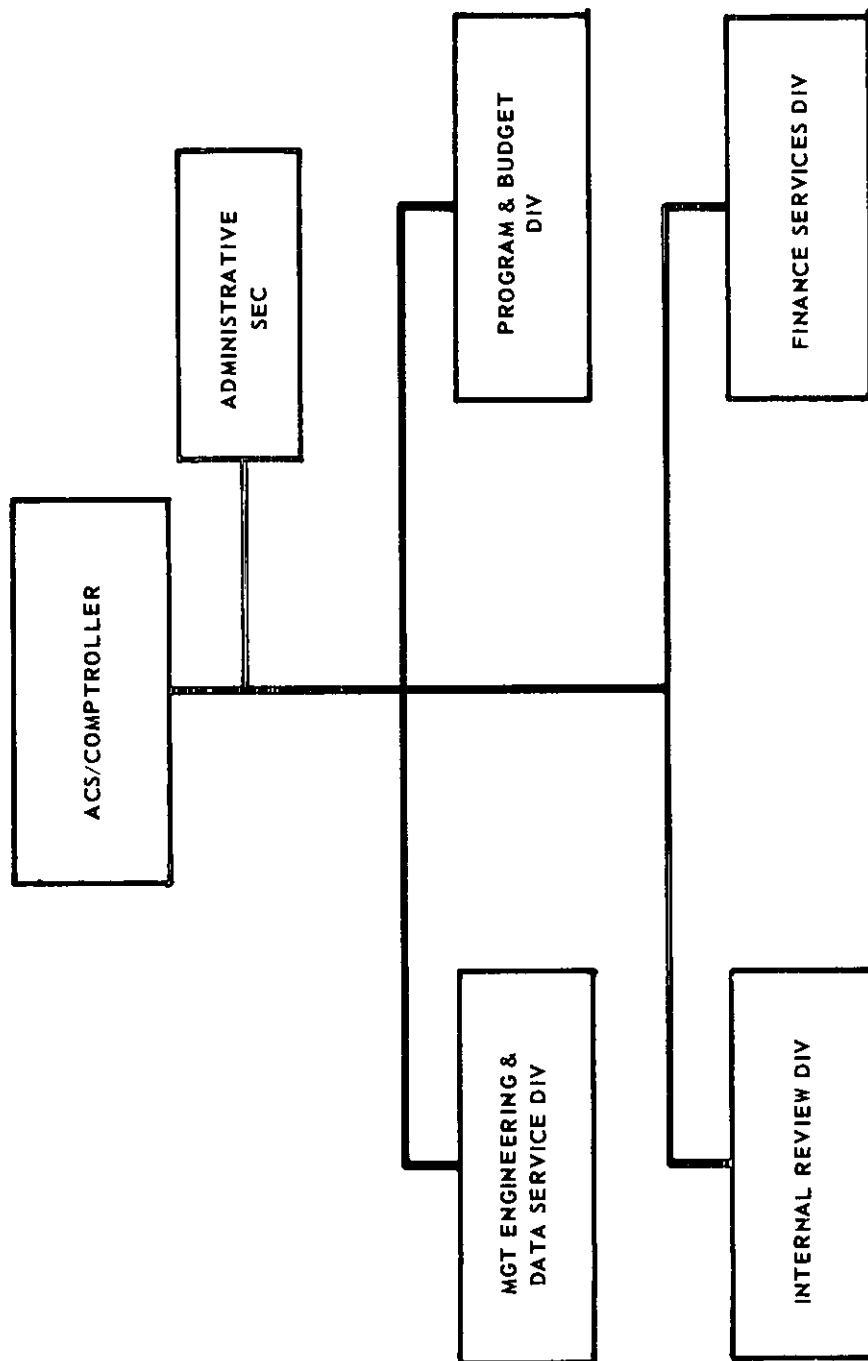 ACS/COMPTROLLER
ADMINISTRATIVE
SEC
MGT ENGINEERING &
DATA SERVICE DIV
PROGRAM & BUDGET
DIV
INTERNAL REVIEW DIV
FINANCE SERVICES DIV